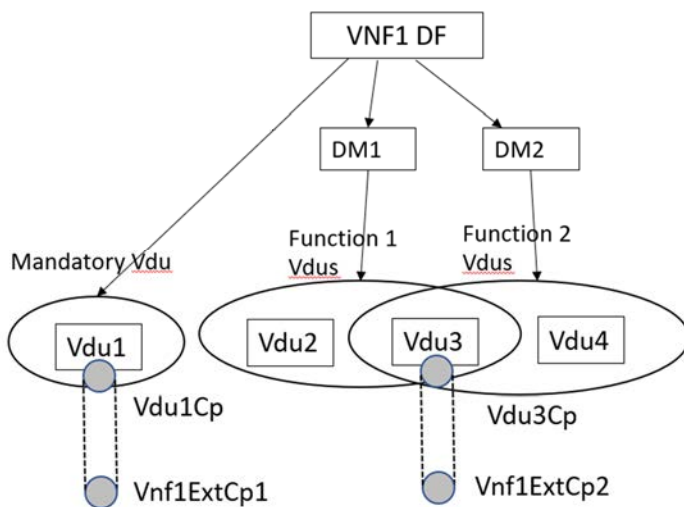 VNF1 DF
DM1
DM2
Mandatory Vdu
Function 1
Vdus
Function 2
Vdus
Vdu1
Vdu2
Vdu3
Vdu4
Vdu1Cp
Vdu3Cp
Vnf1ExtCp1
Vnf1ExtCp2